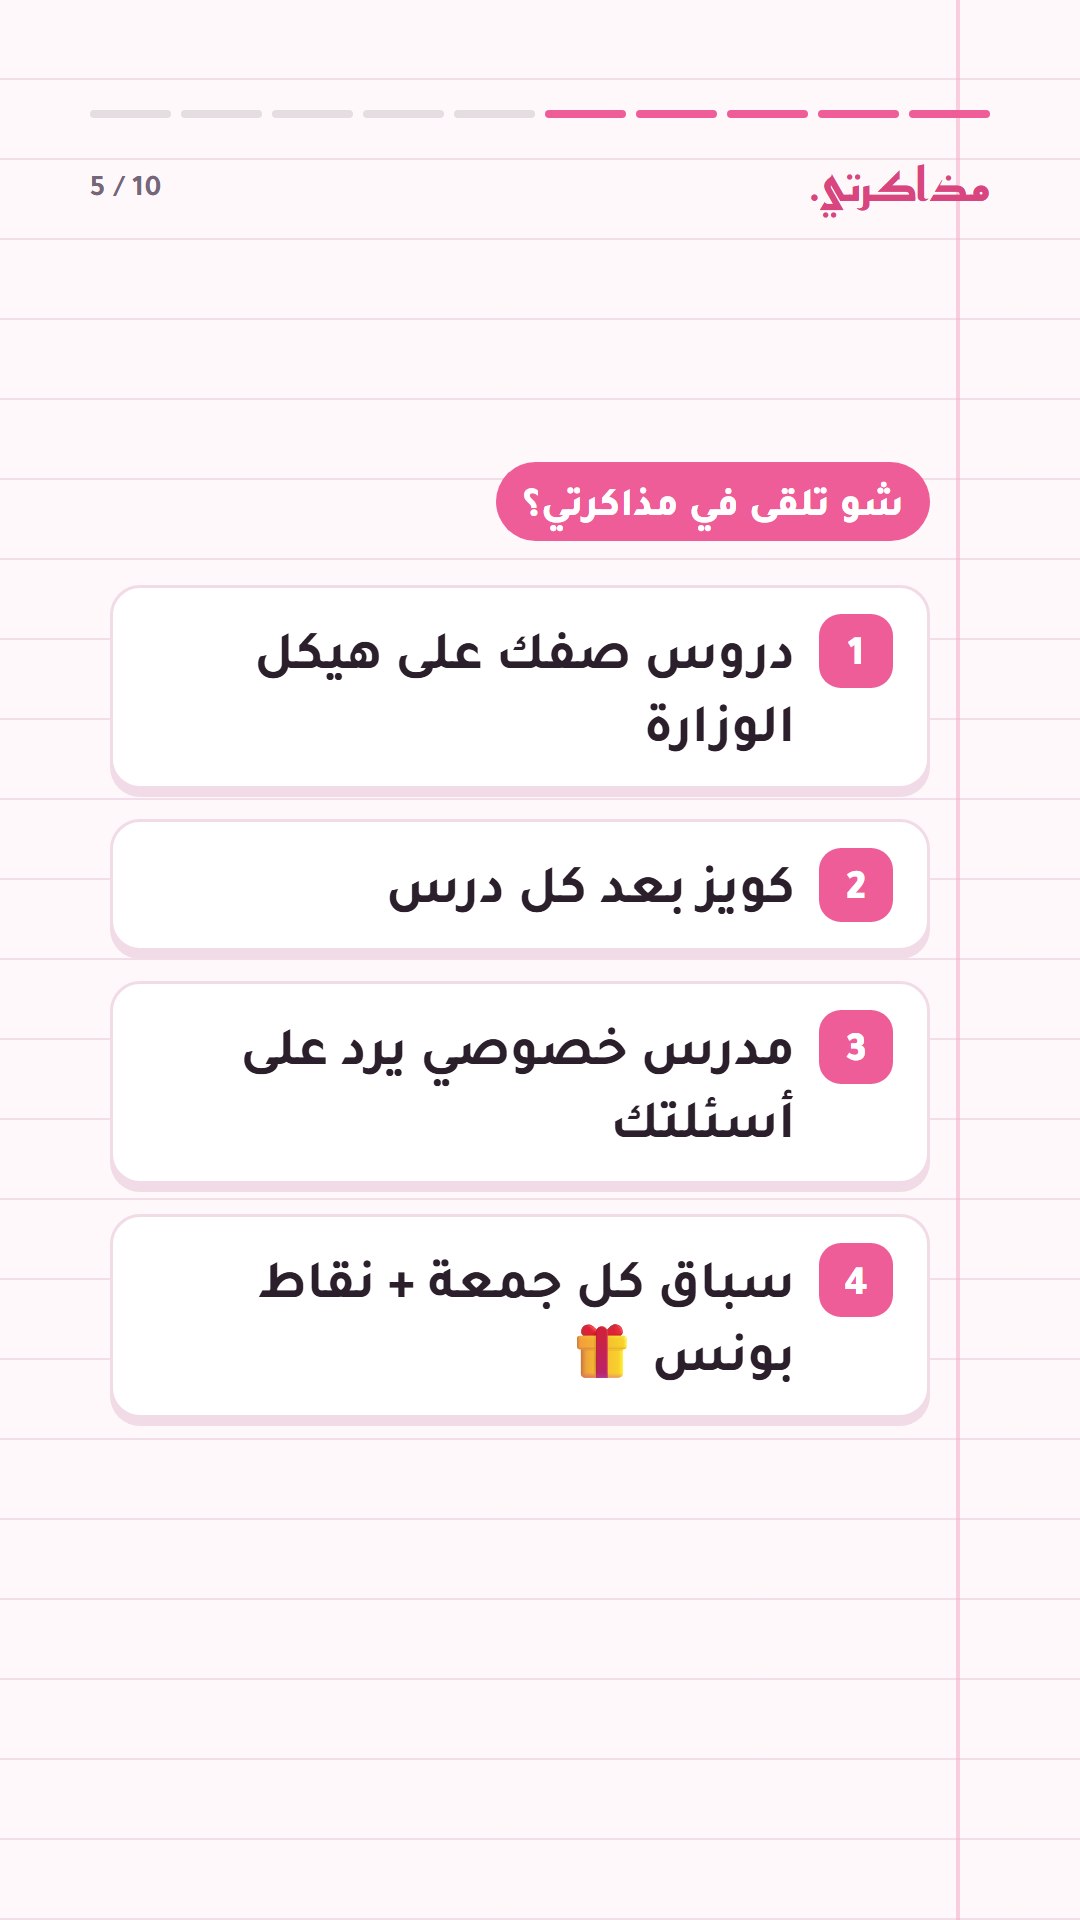 مذاكرتي.
5 / 10
شو تلقى في مذاكرتي؟
1
دروس صفك على هيكل
الوزارة
2
كويز بعد كل درس
3
مدرس خصوصي يرد على
أسئلتك
4
سباق كل جمعة + نقاط
بونس 🎁